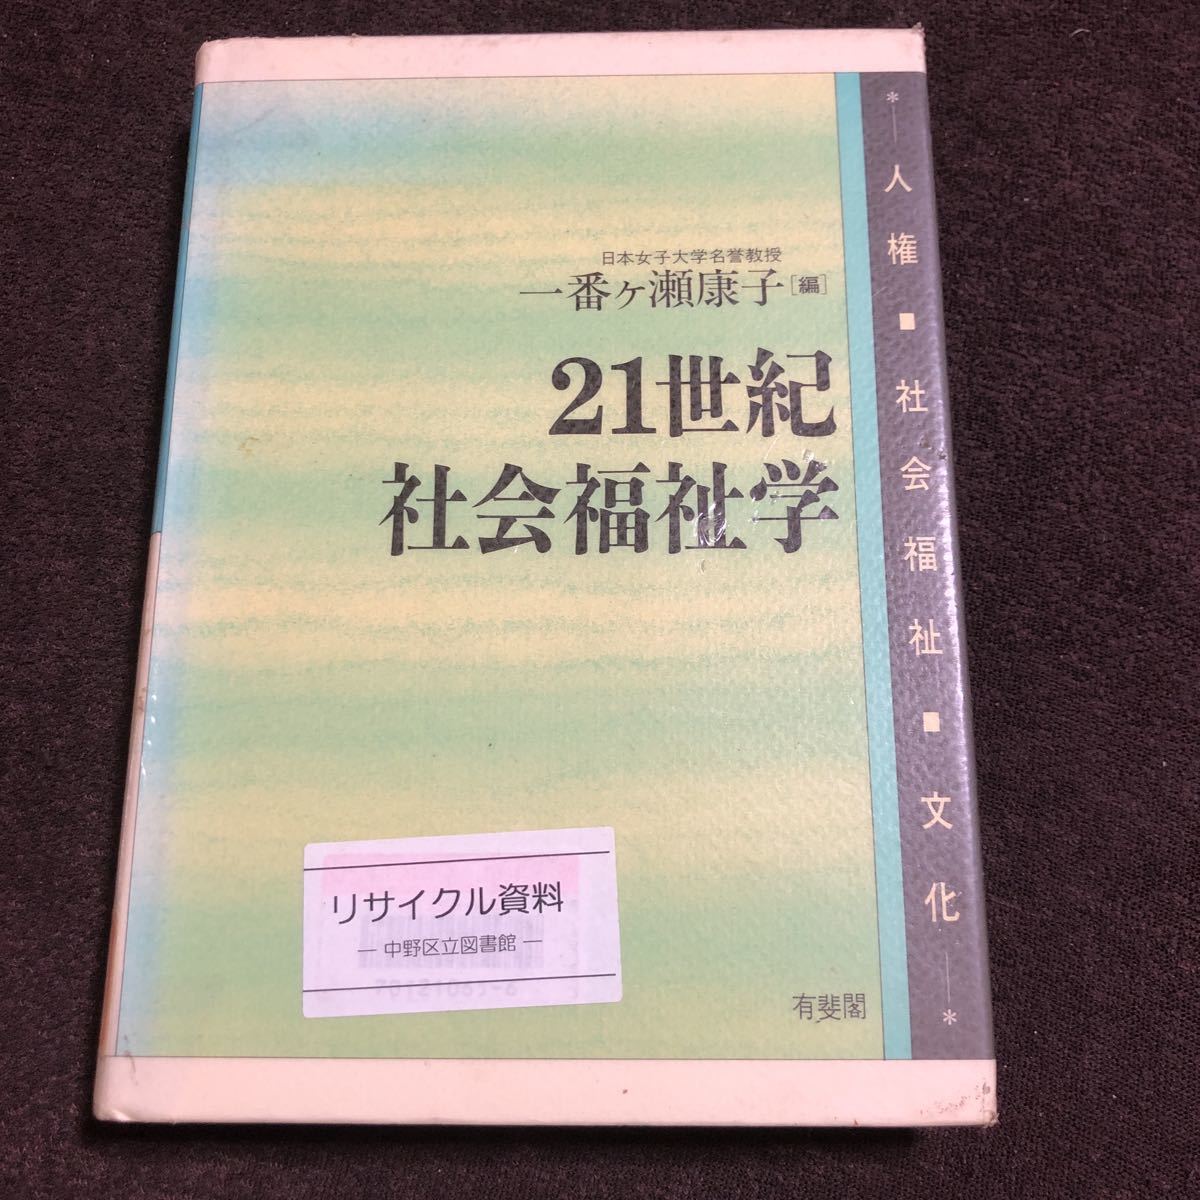 日本女子大学名誉教授
一番ヶ瀬康子[編]
21世紀
社会福祉学
*―人権■社会福祉■文化―*
リサイクル資料
― 中野区立図書館 ―
有斐閣